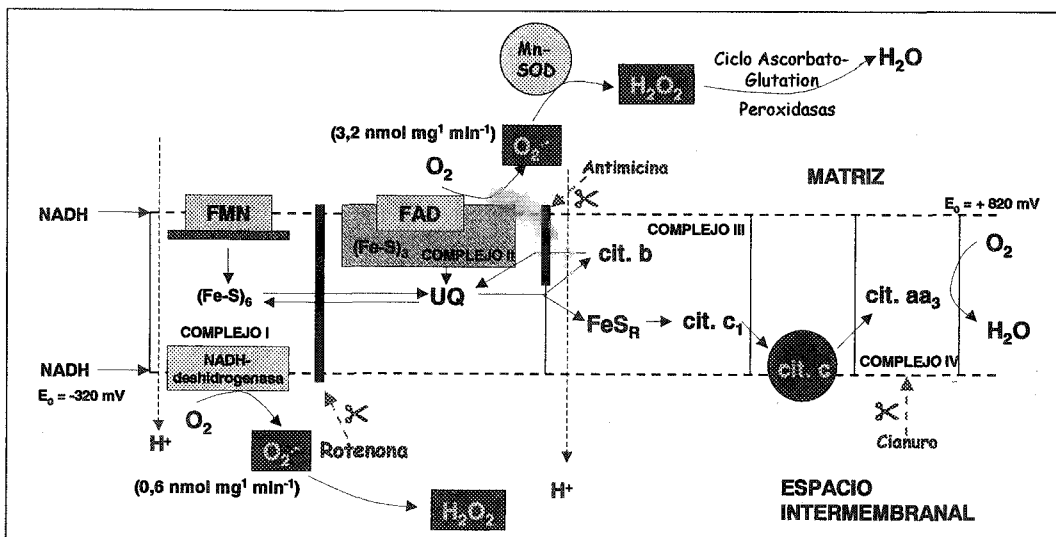 Mn-
SOD
H₂O₂
Ciclo Ascorbato-
Glutation
Peroxidasas
H₂O
(3,2 nmol mg¹ mln⁻¹)
O₂
O₂·⁻
Antimicina
MATRIZ
NADH
FMN
FAD
(Fe-S)₃
COMPLEJO II
COMPLEJO III
E₀ = + 820 mV
O₂
cit. b
(Fe-S)₆
UQ
FeS_R
cit. c₁
cit. aa₃
H₂O
COMPLEJO I
NADH
NADH-
deshidrogenasa
cit. c
COMPLEJO IV
E₀ = -320 mV
O₂
H⁺
O₂·⁻
Rotenona
Cianuro
(0,6 nmol mg¹ mln⁻¹)
H₂O₂
H⁺
ESPACIO
INTERMEMBRANAL